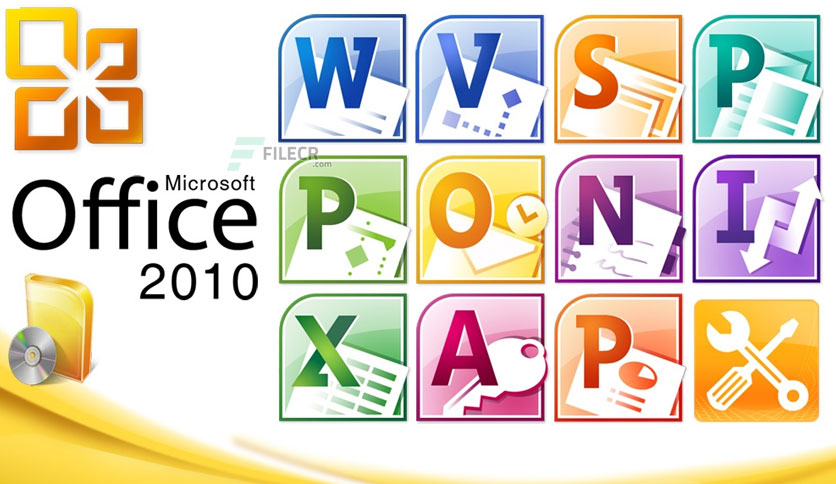 W V S P
FILECR
.com
Microsoft
Office
2010
P O N I
X A P